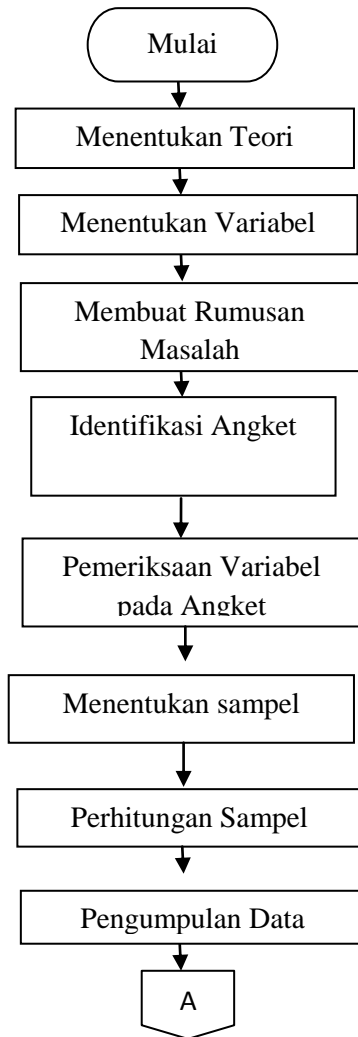 Mulai
Menentukan Teori
Menentukan Variabel
Membuat Rumusan
Masalah
Identifikasi Angket
Pemeriksaan Variabel
pada Angket
Menentukan sampel
Perhitungan Sampel
Pengumpulan Data
A